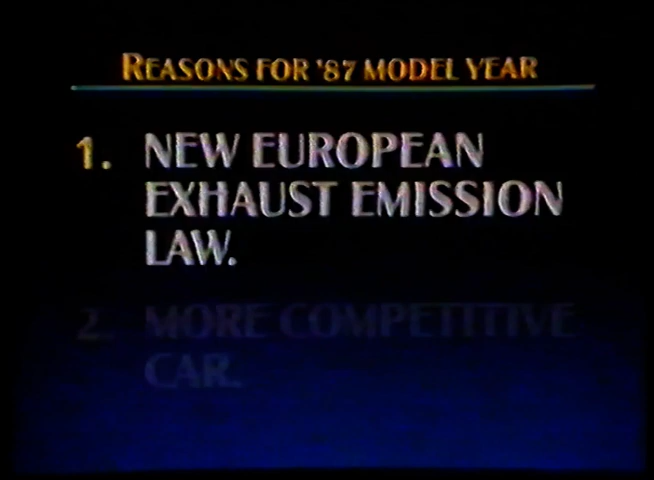 REASONS FOR '87 MODEL YEAR
1. NEW EUROPEAN
EXHAUST EMISSION
LAW.
2. MORE COMPETITIVE
CAR.